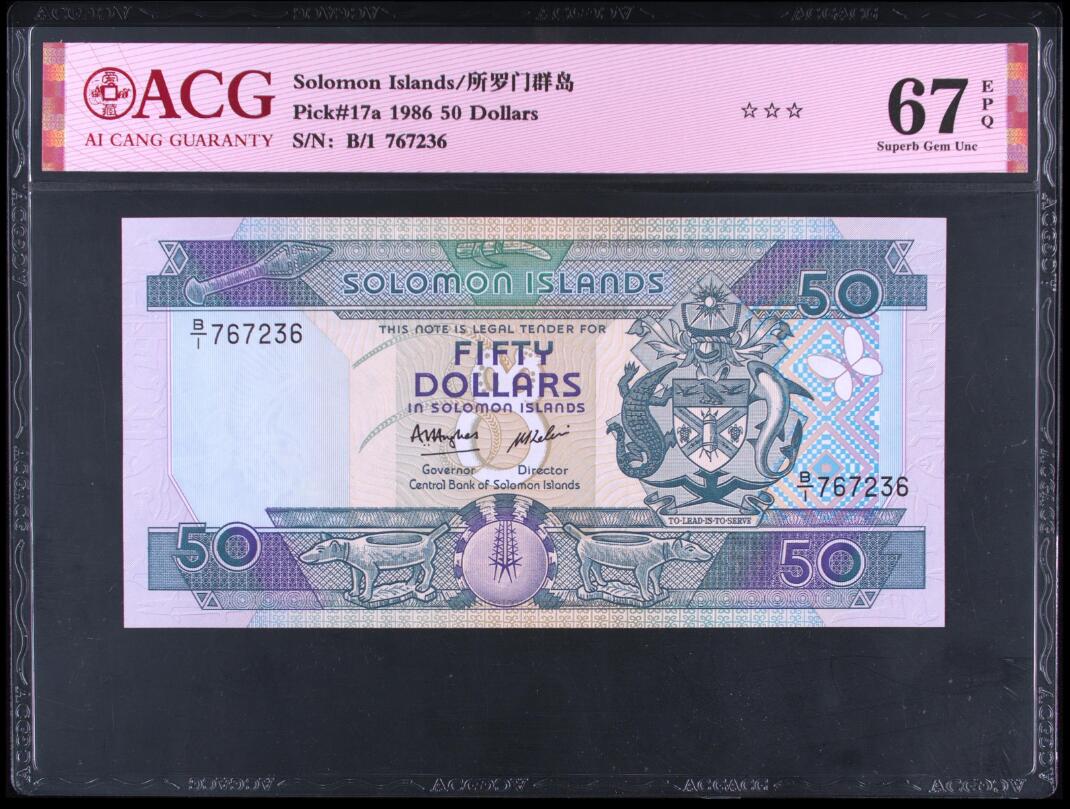 ACG
AI CANG GUARANTY
Solomon Islands/所罗门群岛
Pick#17a 1986 50 Dollars
S/N: B/1 767236
☆☆☆
67
EPQ
Superb Gem Unc
SOLOMON ISLANDS
50
B/1 767236
THIS NOTE IS LEGAL TENDER FOR
FIFTY
DOLLARS
IN SOLOMON ISLANDS
Governor Director
Central Bank of Solomon Islands
B/1 767236
TO-LEAD-IS-TO-SERVE
50
50